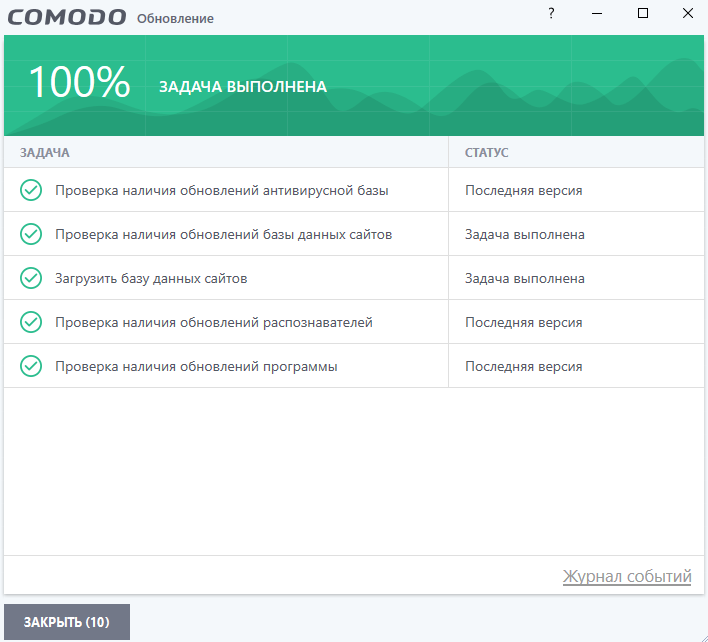 COMODO Обновление
?
100% ЗАДАЧА ВЫПОЛНЕНА
ЗАДАЧА СТАТУС
Проверка наличия обновлений антивирусной базы Последняя версия
Проверка наличия обновлений базы данных сайтов Задача выполнена
Загрузить базу данных сайтов Задача выполнена
Проверка наличия обновлений распознавателей Последняя версия
Проверка наличия обновлений программы Последняя версия
Журнал событий
ЗАКРЫТЬ (10)